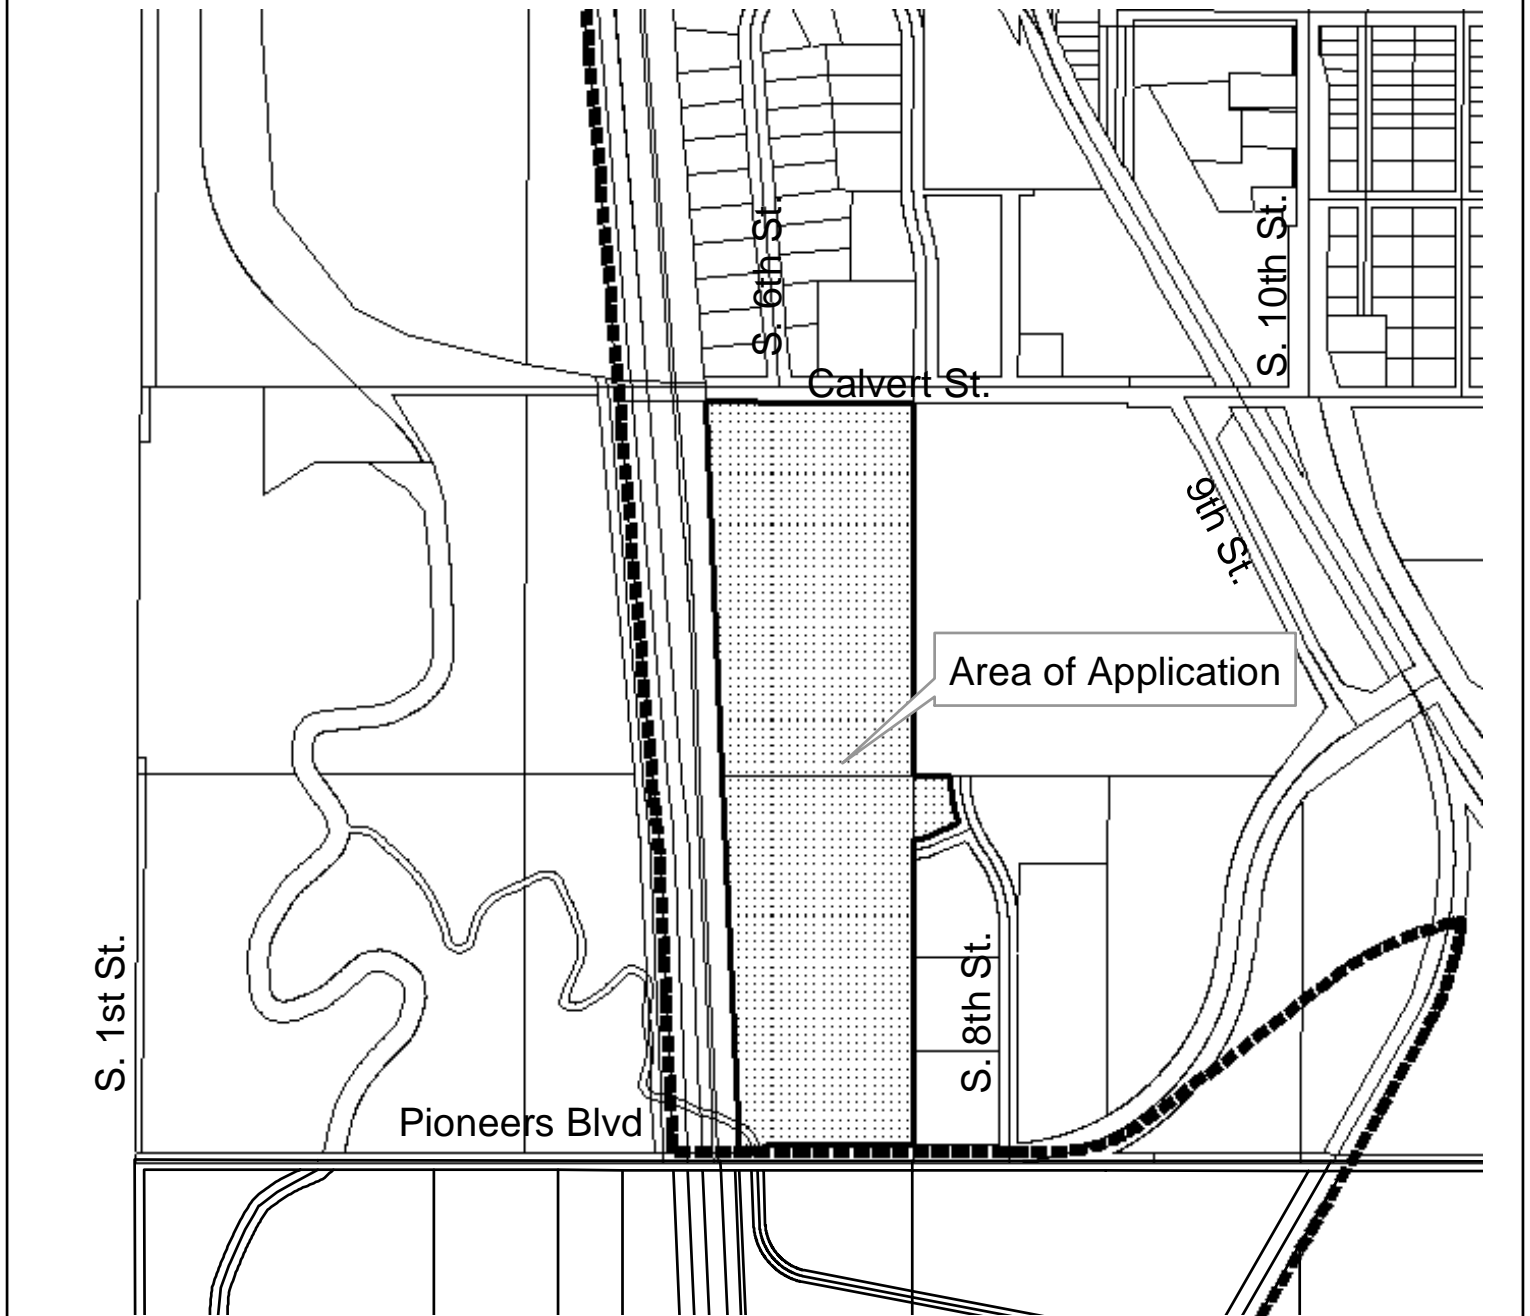 S. 6th St.
S. 10th St.
Calvert St.
9th St.
Area of Application
S. 1st St.
S. 8th St.
Pioneers Blvd